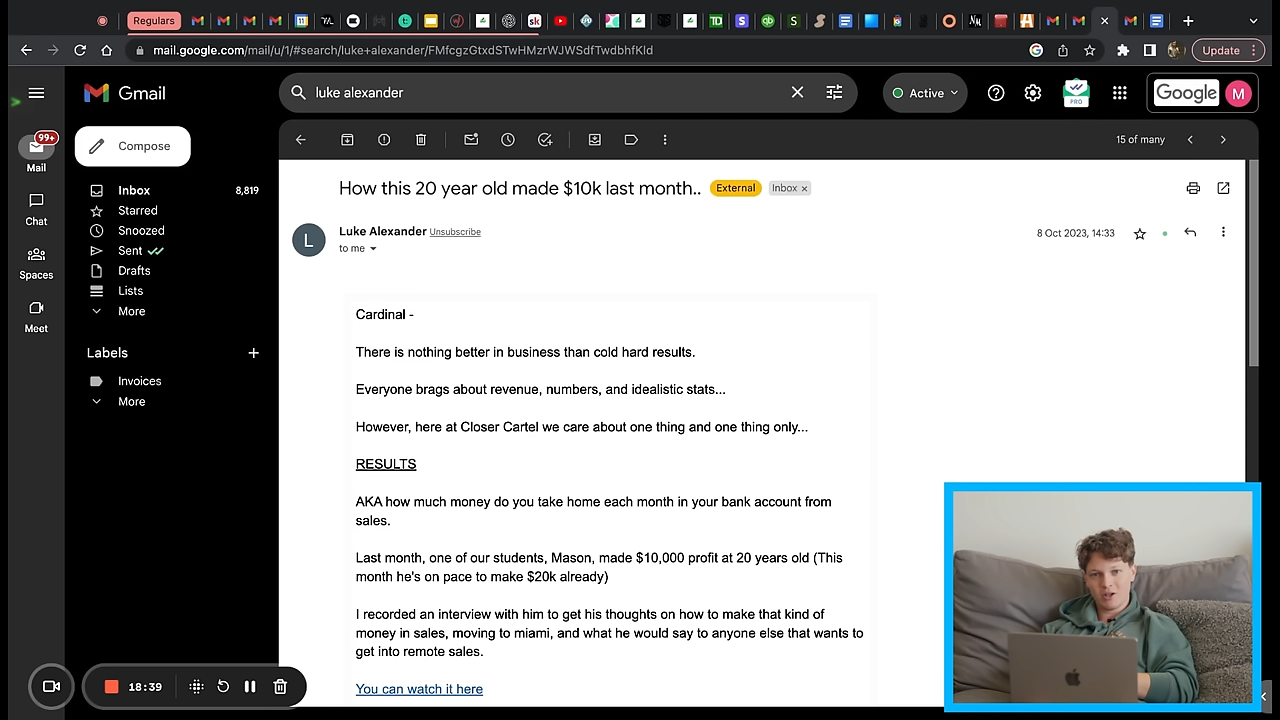 Regulars
mail.google.com/mail/u/1/#search/luke+alexander/FMfcgzGtxdSTwHMzrWJWSdfTwdbhfKld
Update
Gmail
luke alexander
Active
PRO
Google
M
99+
Mail
Compose
15 of many
Chat
Inbox 8,819
Starred
Snoozed
Sent
Drafts
Lists
More
Spaces
Meet
Labels
Invoices
More
How this 20 year old made $10k last month.. External Inbox ×
L
Luke Alexander Unsubscribe
8 Oct 2023, 14:33
to me
Cardinal -
There is nothing better in business than cold hard results.
Everyone brags about revenue, numbers, and idealistic stats...
However, here at Closer Cartel we care about one thing and one thing only...
RESULTS
AKA how much money do you take home each month in your bank account from
sales.
Last month, one of our students, Mason, made $10,000 profit at 20 years old (This
month he's on pace to make $20k already)
I recorded an interview with him to get his thoughts on how to make that kind of
money in sales, moving to miami, and what he would say to anyone else that wants to
get into remote sales.
You can watch it here
18:39